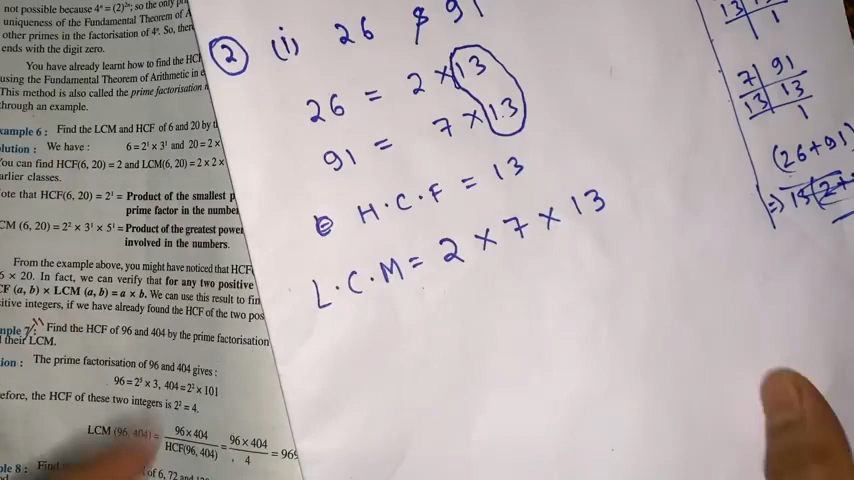 not possible because 4ⁿ = (2)²ⁿ; so the only
uniqueness of the Fundamental Theorem of
other primes in the factorisation of 4ⁿ. So, there
ends with the digit zero.
You have already learnt how to find the HCF
using the Fundamental Theorem of Arithmetic in
This method is also called the prime factorisation
through an example.
Example 6 : Find the LCM and HCF of 6 and 20 by
We have : 6 = 2¹ × 3¹ and 20 = 2 ×
You can find HCF(6, 20) = 2 and LCM(6, 20) = 2 × 2 ×
earlier classes.
Note that HCF(6, 20) = 2¹ = Product of the smallest
prime factor in the
LCM (6, 20) = 2² × 3¹ × 5¹ = Product of the greatest
involved in the numbers.
From the example above, you might have noticed that
6 × 20. In fact, we can verify that for any two positive
HCF (a, b) × LCM (a, b) = a × b. We can use this result to
positive integers, if we have already found the HCF of the two
7 : Find the HCF of 96 and 404 by the prime factorisation
their LCM.
The prime factorisation of 96 and 404 gives :
96 = 2⁵ × 3, 404 = 2² × 101
the HCF of these two integers is 2² = 4.
LCM (96, 404) = 96 × 404 / HCF(96, 404) = 96 × 404 / 4 = 969
8 : of 6, 72 and
② (i) 26 & 91
26 = 2 × 13
91 = 7 × 13
H.C.F = 13
L.C.M = 2 × 7 × 13
13
1
7 | 91
13 | 13
1
(26+91)